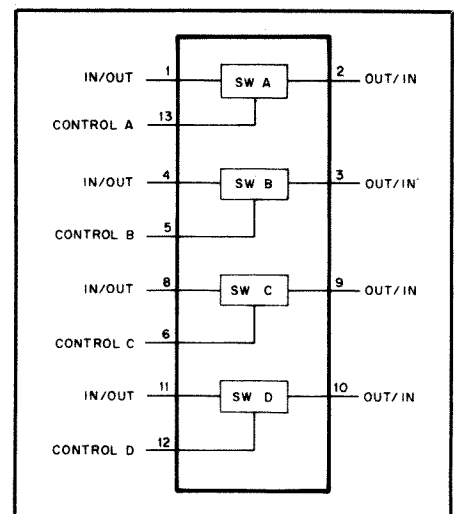 IN/OUT 1 SW A 2 OUT/IN
CONTROL A 13
IN/OUT 4 SW B 3 OUT/IN
CONTROL B 5
IN/OUT 8 SW C 9 OUT/IN
CONTROL C 6
IN/OUT 11 SW D 10 OUT/IN
CONTROL D 12